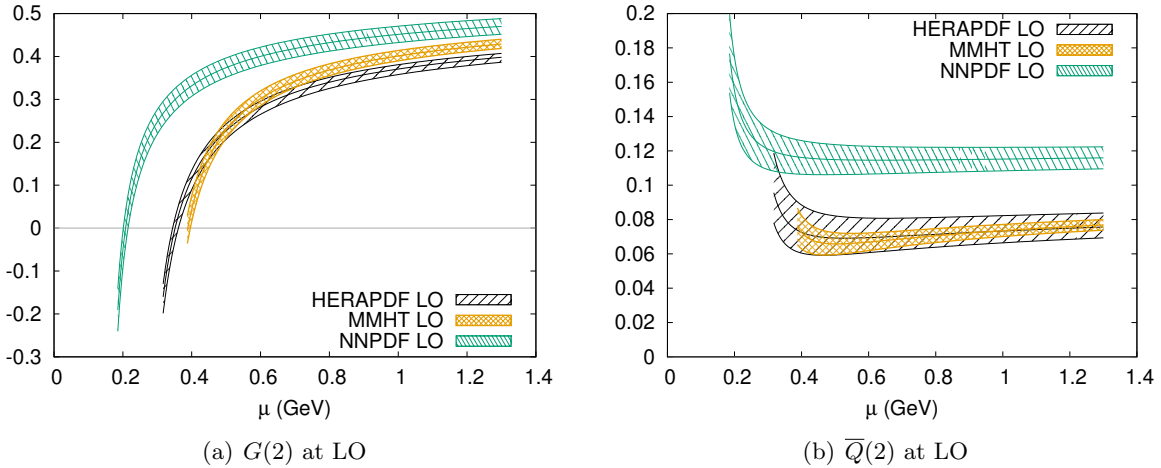 0.5
0.4
0.3
0.2
0.1
0
-0.1
-0.2
-0.3
0 0.2 0.4 0.6 0.8 1 1.2 1.4
μ (GeV)
HERAPDF LO
MMHT LO
NNPDF LO
(a) G(2) at LO
0.2
0.18
0.16
0.14
0.12
0.1
0.08
0.06
0.04
0.02
0
0 0.2 0.4 0.6 0.8 1 1.2 1.4
μ (GeV)
HERAPDF LO
MMHT LO
NNPDF LO
(b) Q̅(2) at LO